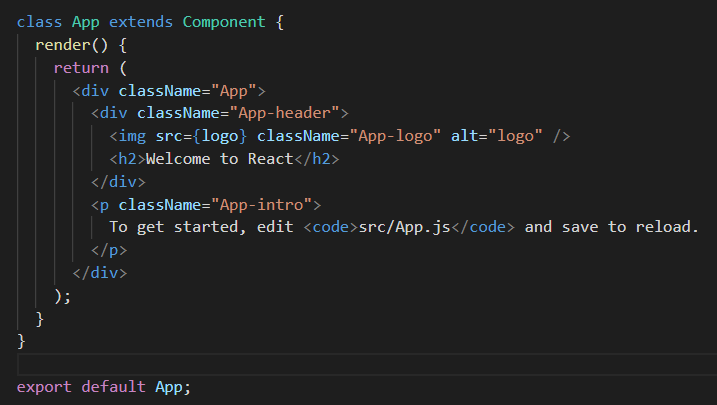 class App extends Component {
  render() {
    return (
      <div className="App">
        <div className="App-header">
          <img src={logo} className="App-logo" alt="logo" />
          <h2>Welcome to React</h2>
        </div>
        <p className="App-intro">
          To get started, edit <code>src/App.js</code> and save to reload.
        </p>
      </div>
    );
  }
}

export default App;